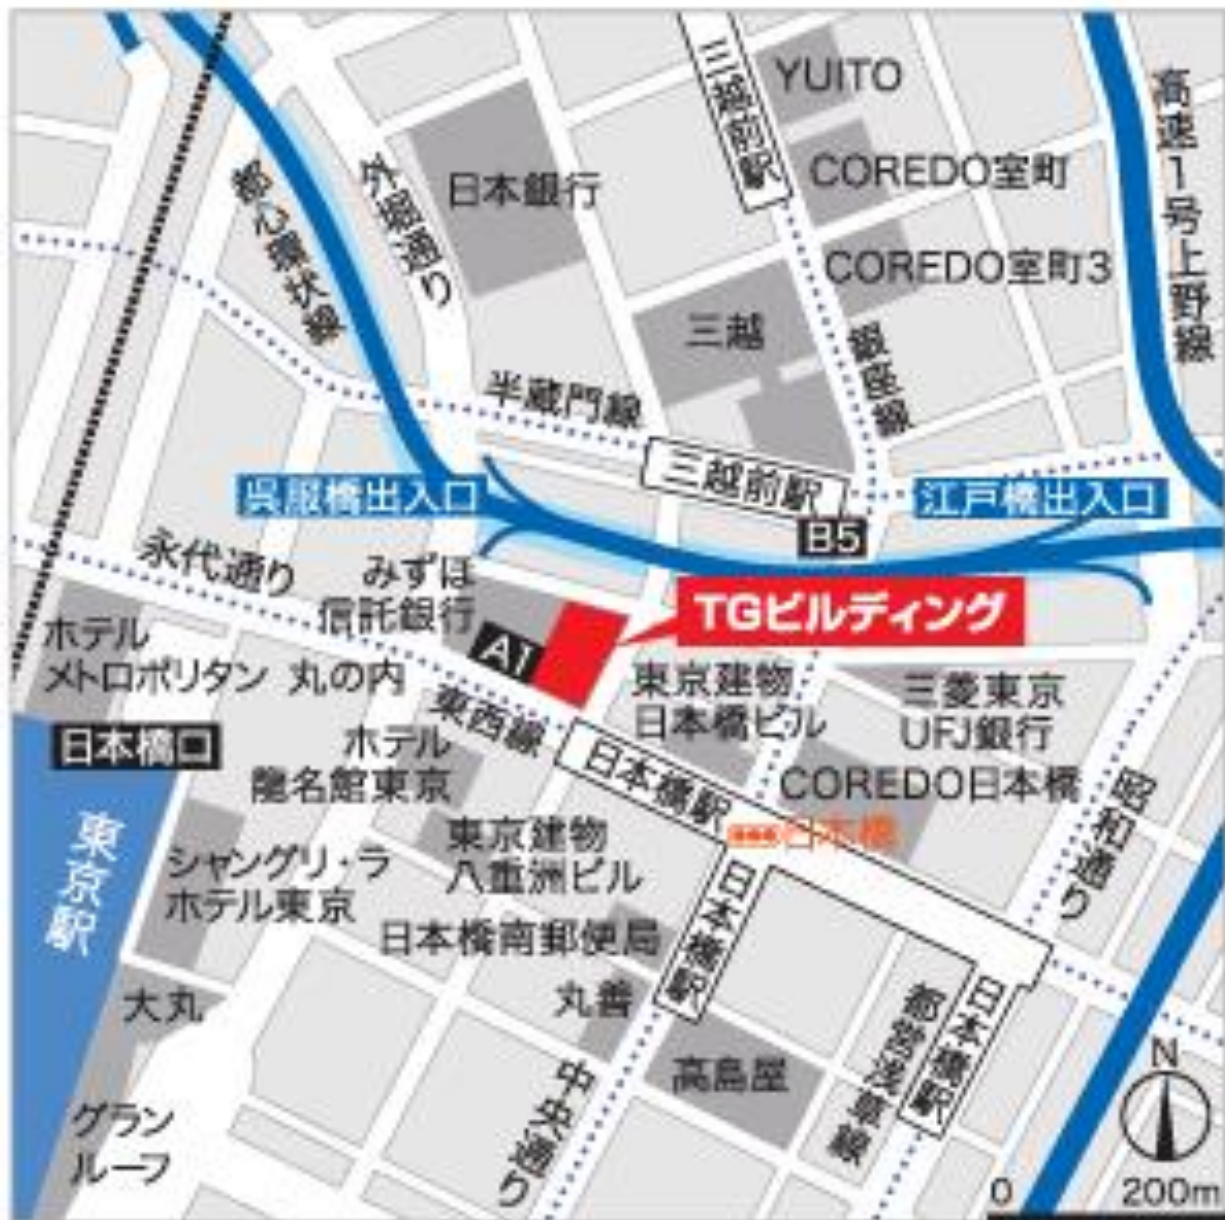 三越前駅
YUITO
高速1号上野線
COREDO室町
日本銀行
外堀通り
都心環状線
COREDO室町3
三越
銀座線
半蔵門線
三越前駅
呉服橋出入口
江戸橋出入口
B5
永代通り
みずほ
信託銀行
TGビルディング
A1
ホテル
メトロポリタン 丸の内
東京建物
日本橋ビル
三菱東京
UFJ銀行
東西線
日本橋口
ホテル
龍名館東京
日本橋駅
COREDO日本橋
昭和通り
日本橋
東京駅
シャングリ・ラ
ホテル東京
東京建物
八重洲ビル
日本橋駅
日本橋南郵便局
大丸
丸善
都営浅草線
日本橋駅
高島屋
中央通り
グラン
ルーフ
N
0 200m